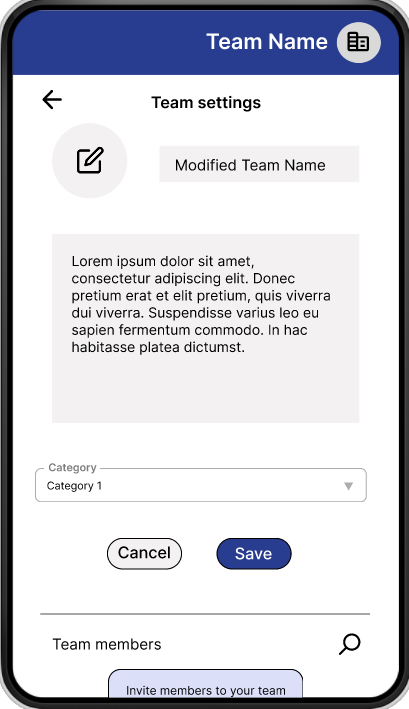 Team Name
Team settings
Modified Team Name
Lorem ipsum dolor sit amet,
consectetur adipiscing elit. Donec
pretium erat et elit pretium, quis viverra
dui viverra. Suspendisse varius leo eu
sapien fermentum commodo. In hac
habitasse platea dictumst.
Category
Category 1
Cancel
Save
Team members
Invite members to your team